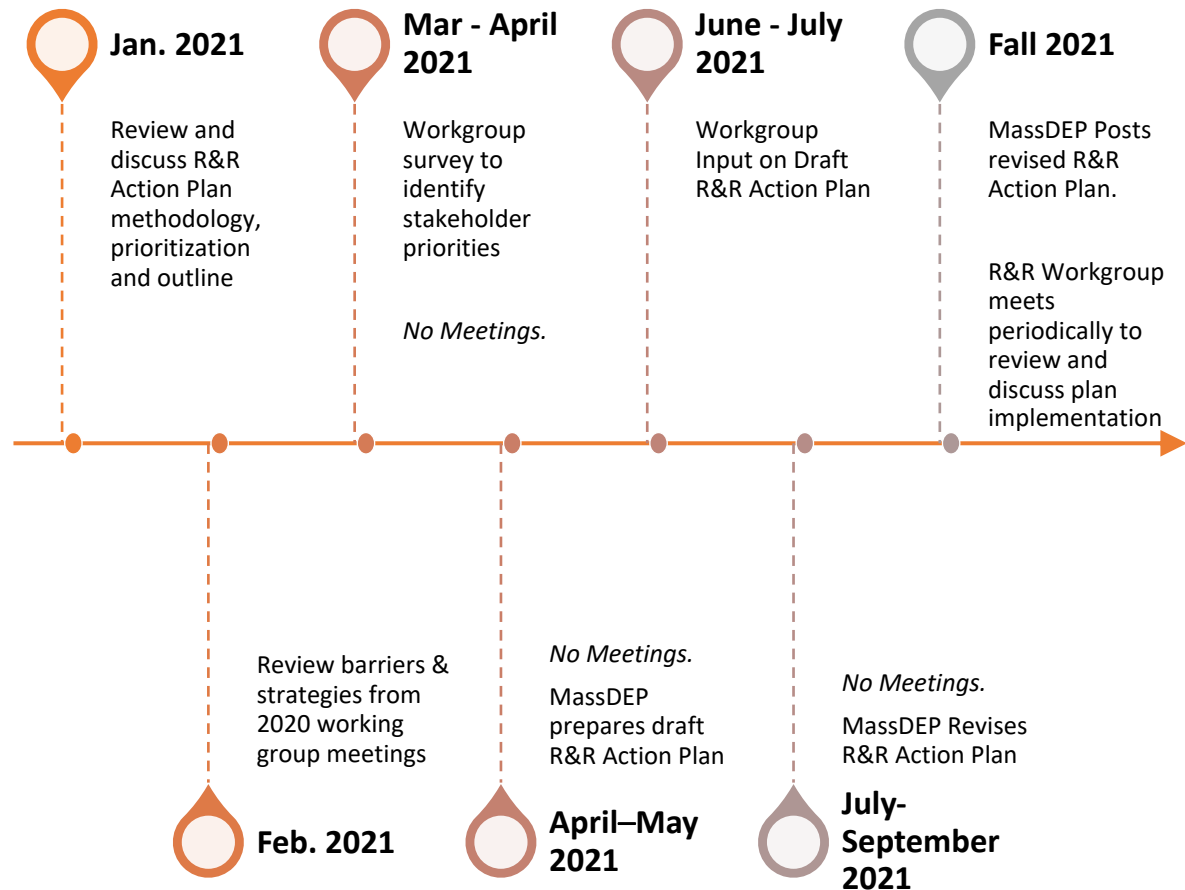 Jan. 2021
Review and
discuss R&R
Action Plan
methodology,
prioritization
and outline
Mar - April
2021
Workgroup
survey to
identify
stakeholder
priorities
No Meetings.
June - July
2021
Workgroup
Input on Draft
R&R Action Plan
Fall 2021
MassDEP Posts
revised R&R
Action Plan.
R&R Workgroup
meets
periodically to
review and
discuss plan
implementation
Review barriers &
strategies from
2020 working
group meetings
Feb. 2021
No Meetings.
MassDEP
prepares draft
R&R Action Plan
April–May
2021
No Meetings.
MassDEP Revises
R&R Action Plan
July-
September
2021